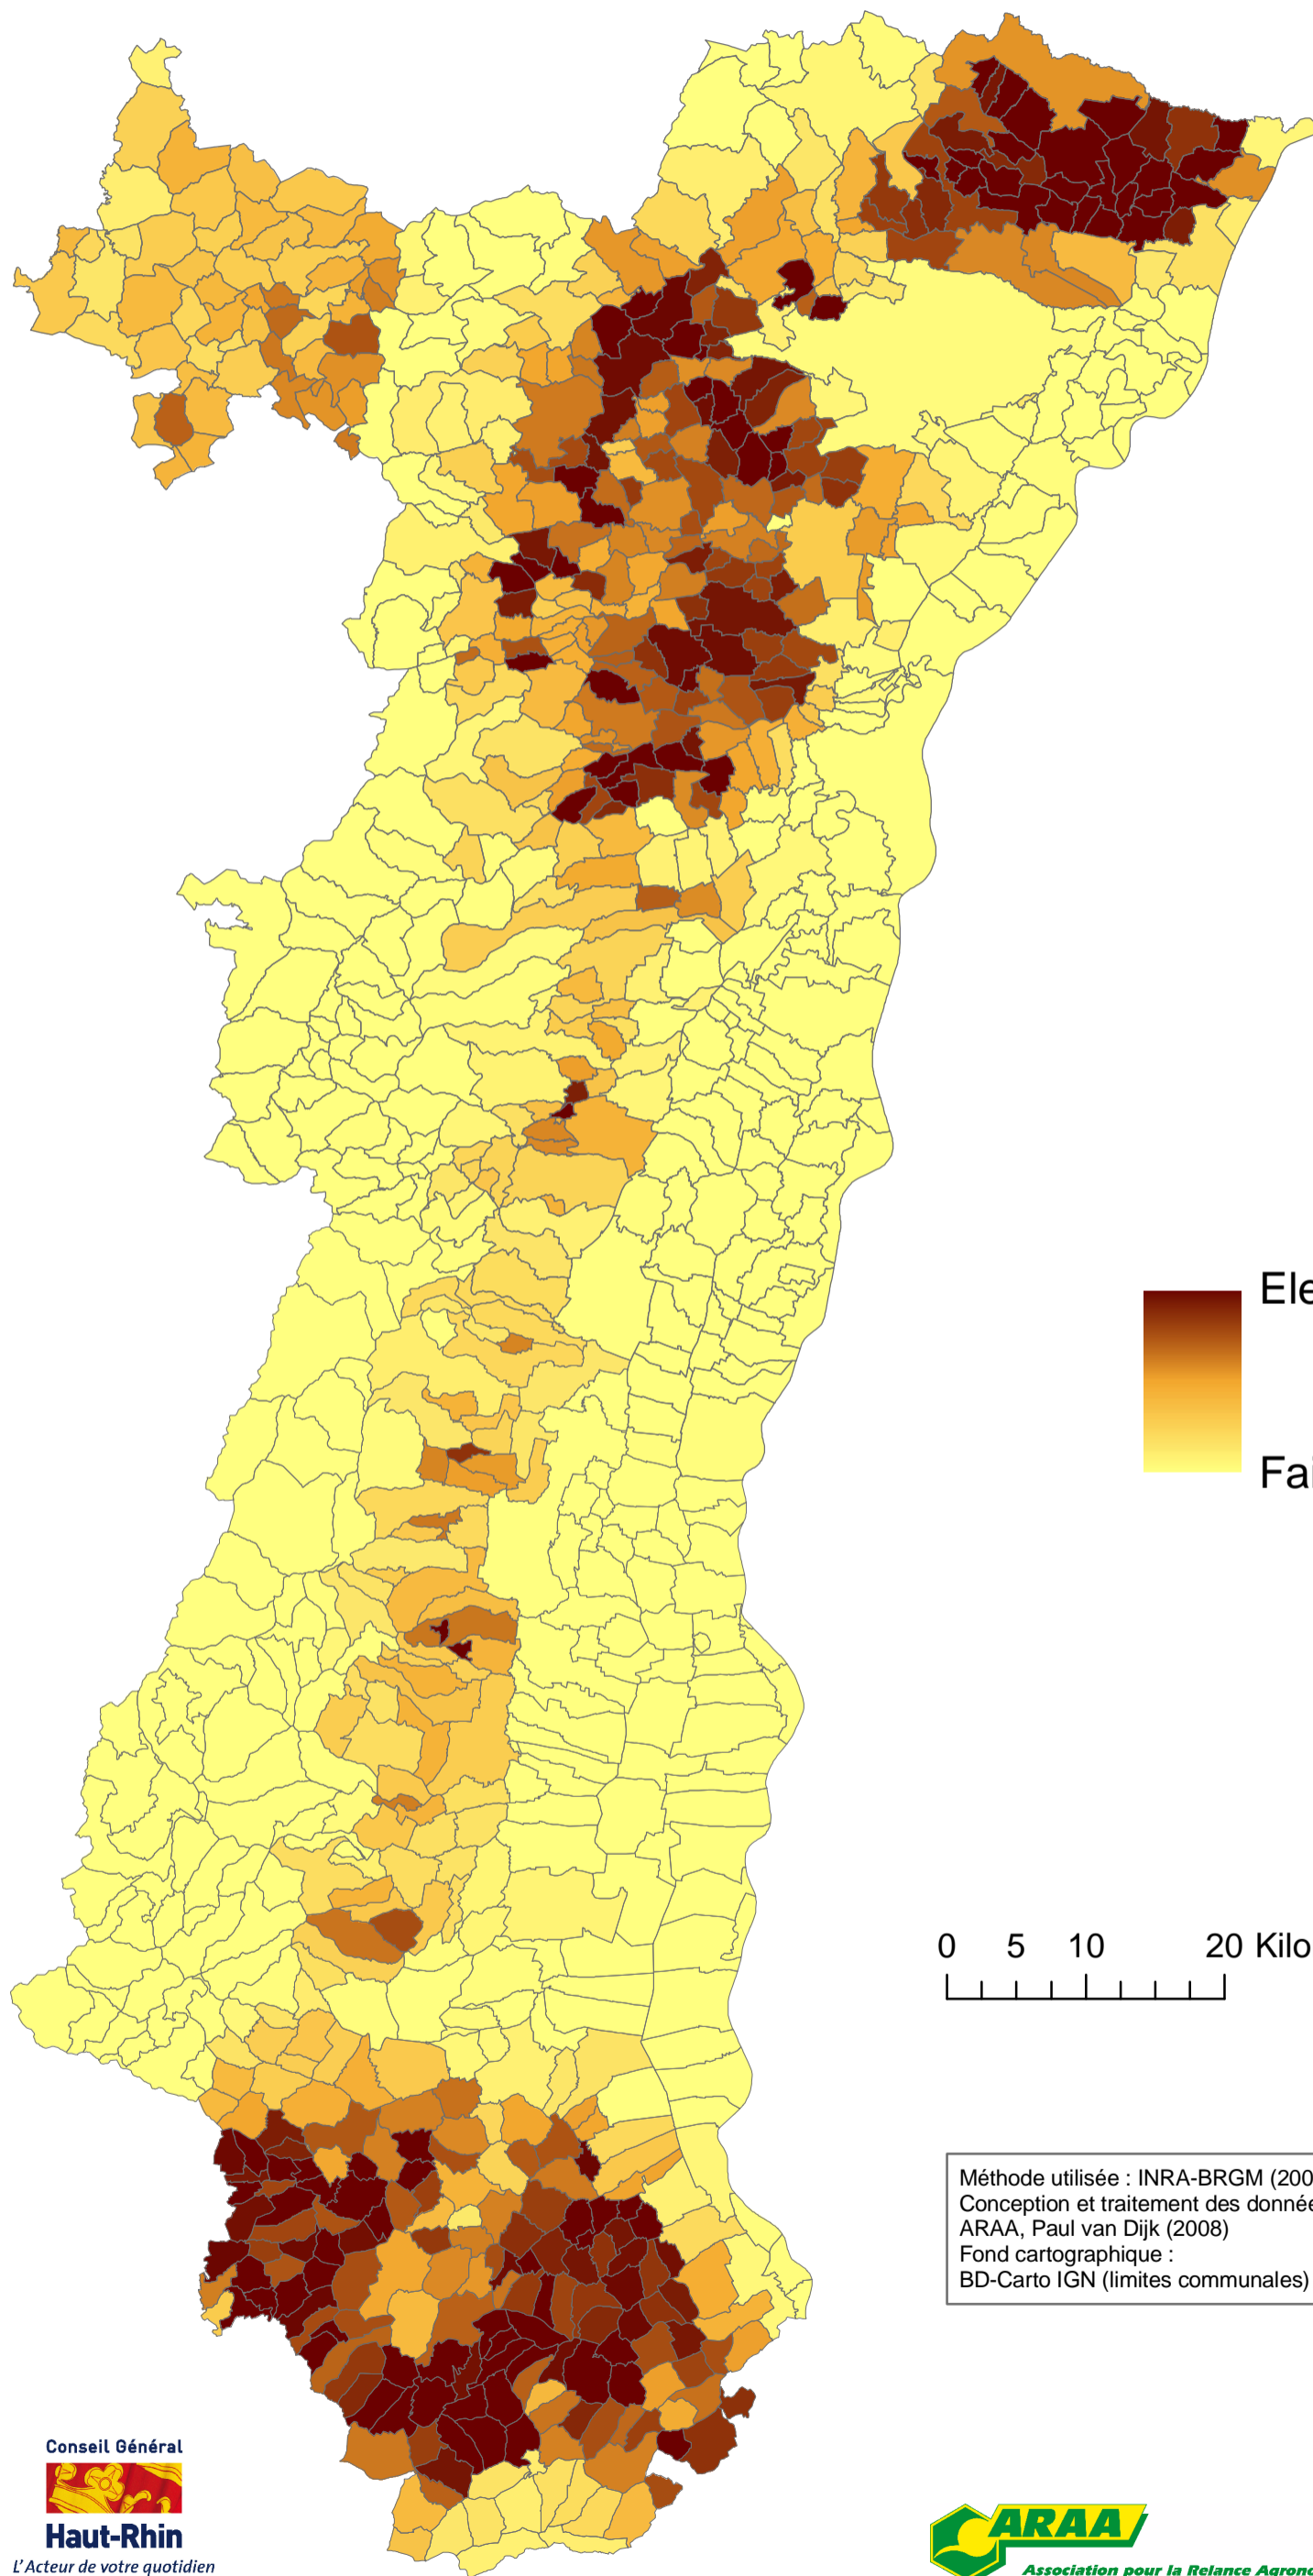 Ele
Fai
0 5 10 20 Kilo
Méthode utilisée : INRA-BRGM (200
Conception et traitement des donnée
ARAA, Paul van Dijk (2008)
Fond cartographique :
BD-Carto IGN (limites communales)
Conseil Général
Haut-Rhin
L'Acteur de votre quotidien
ARAA
Association pour la Relance Agrono